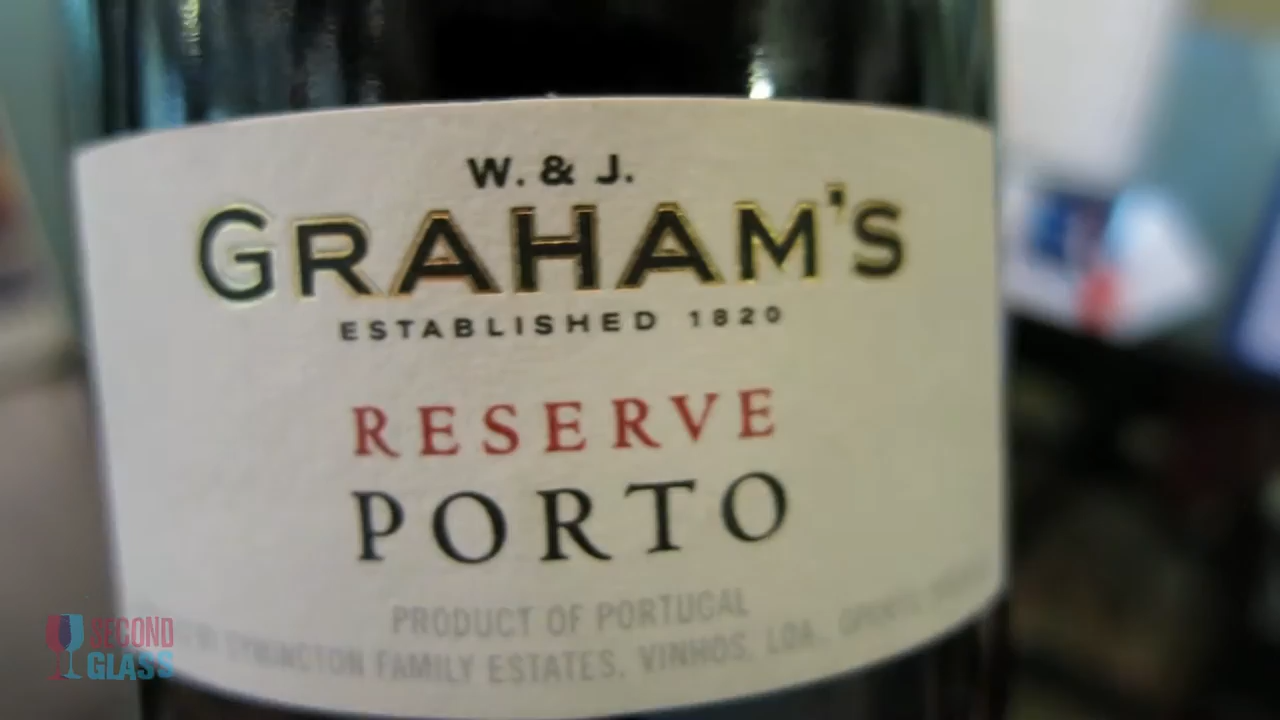 W. & J.
GRAHAM'S
ESTABLISHED 1820
RESERVE
PORTO
PRODUCT OF PORTUGAL
SYMINGTON FAMILY ESTATES, VINHOS, LDA.,
SECOND
GLASS